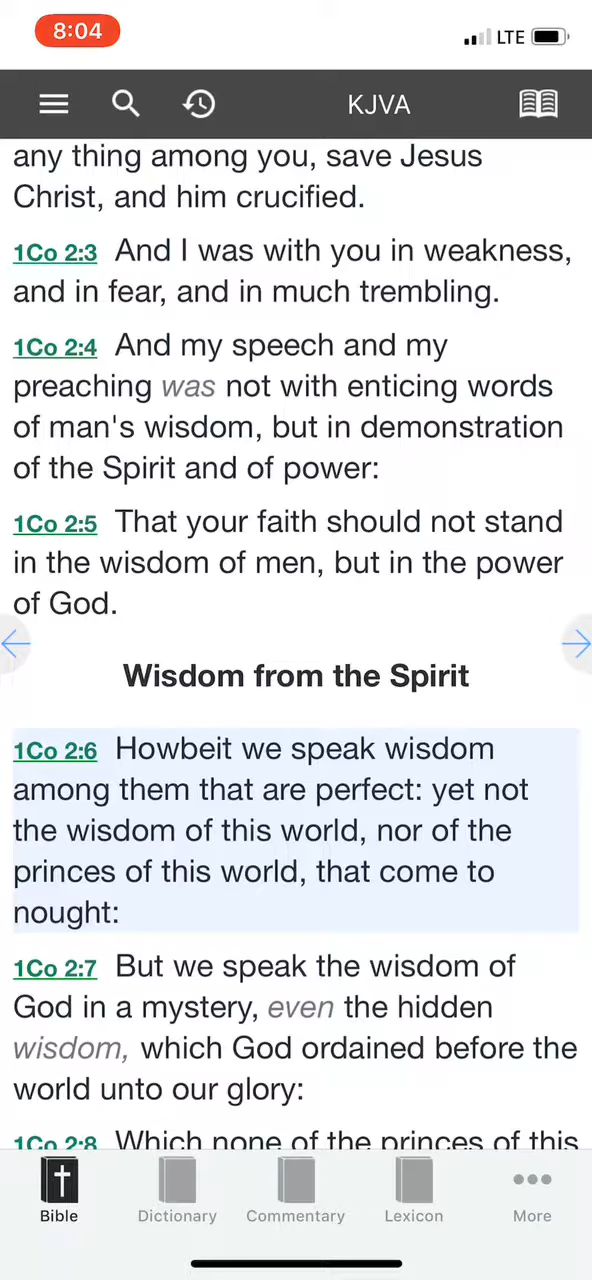 8:04
LTE
KJVA
any thing among you, save Jesus
Christ, and him crucified.
1Co 2:3 And I was with you in weakness,
and in fear, and in much trembling.
1Co 2:4 And my speech and my
preaching was not with enticing words
of man's wisdom, but in demonstration
of the Spirit and of power:
1Co 2:5 That your faith should not stand
in the wisdom of men, but in the power
of God.
Wisdom from the Spirit
1Co 2:6 Howbeit we speak wisdom
among them that are perfect: yet not
the wisdom of this world, nor of the
princes of this world, that come to
nought:
1Co 2:7 But we speak the wisdom of
God in a mystery, even the hidden
wisdom, which God ordained before the
world unto our glory:
1Co 2:8 Which none of the princes of this
Bible
Dictionary
Commentary
Lexicon
More